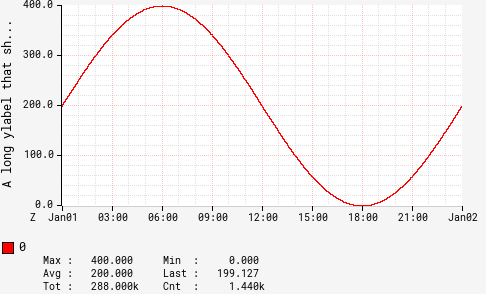 A long ylabel that sh...
400.0
300.0
200.0
100.0
0.0
Z Jan01 03:00 06:00 09:00 12:00 15:00 18:00 21:00 Jan02
0
Max : 400.000 Min : 0.000
Avg : 200.000 Last : 199.127
Tot : 288.000k Cnt : 1.440k